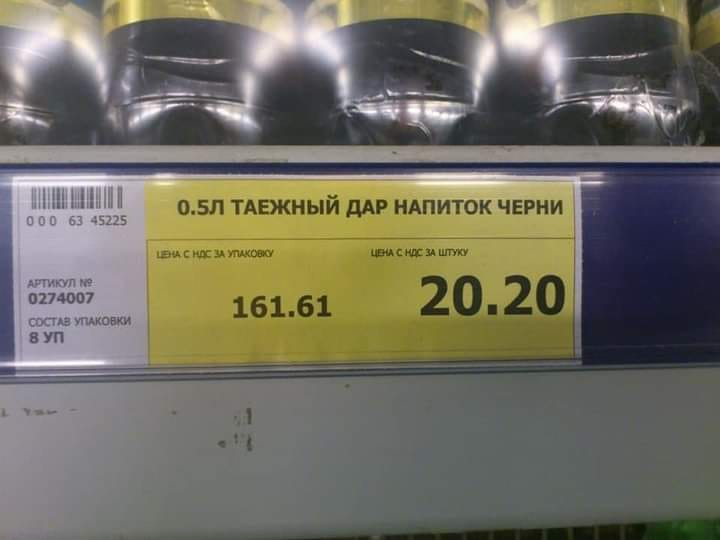 000 63 45225
АРТИКУЛ №
0274007
СОСТАВ УПАКОВКИ
8 УП
0.5Л ТАЕЖНЫЙ ДАР НАПИТОК ЧЕРНИ
ЦЕНА С НДС ЗА УПАКОВКУ
161.61
ЦЕНА С НДС ЗА ШТУКУ
20.20